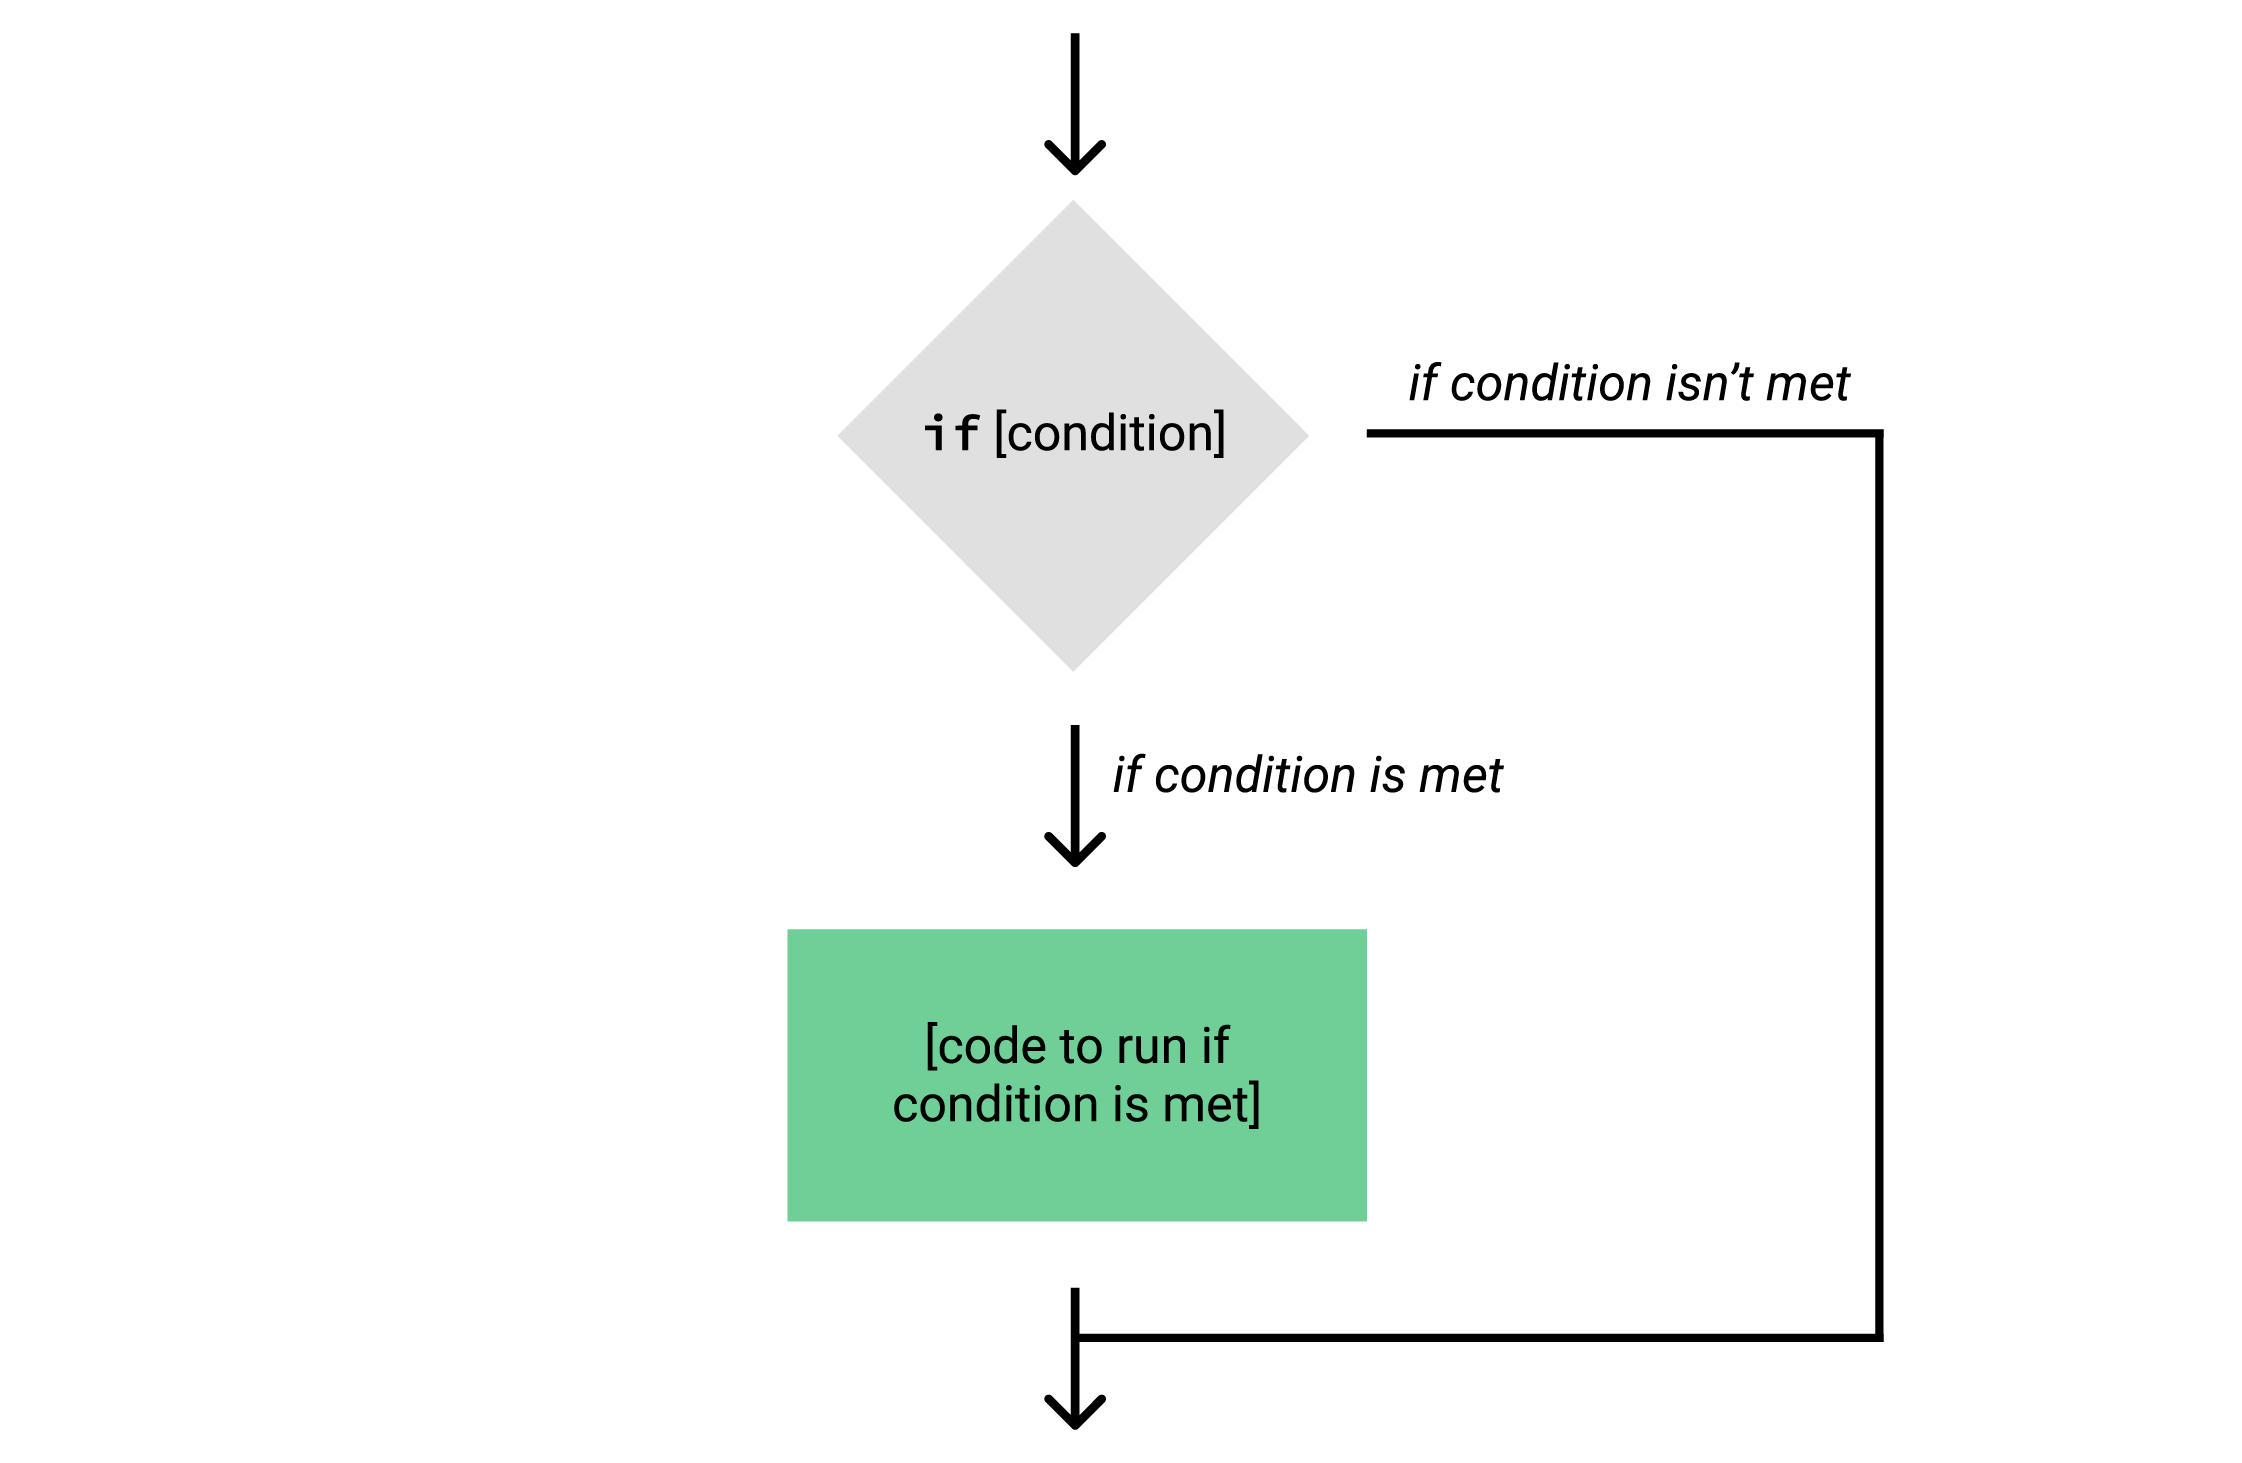 if condition isn’t met
if [condition]
if condition is met
[code to run if
condition is met]